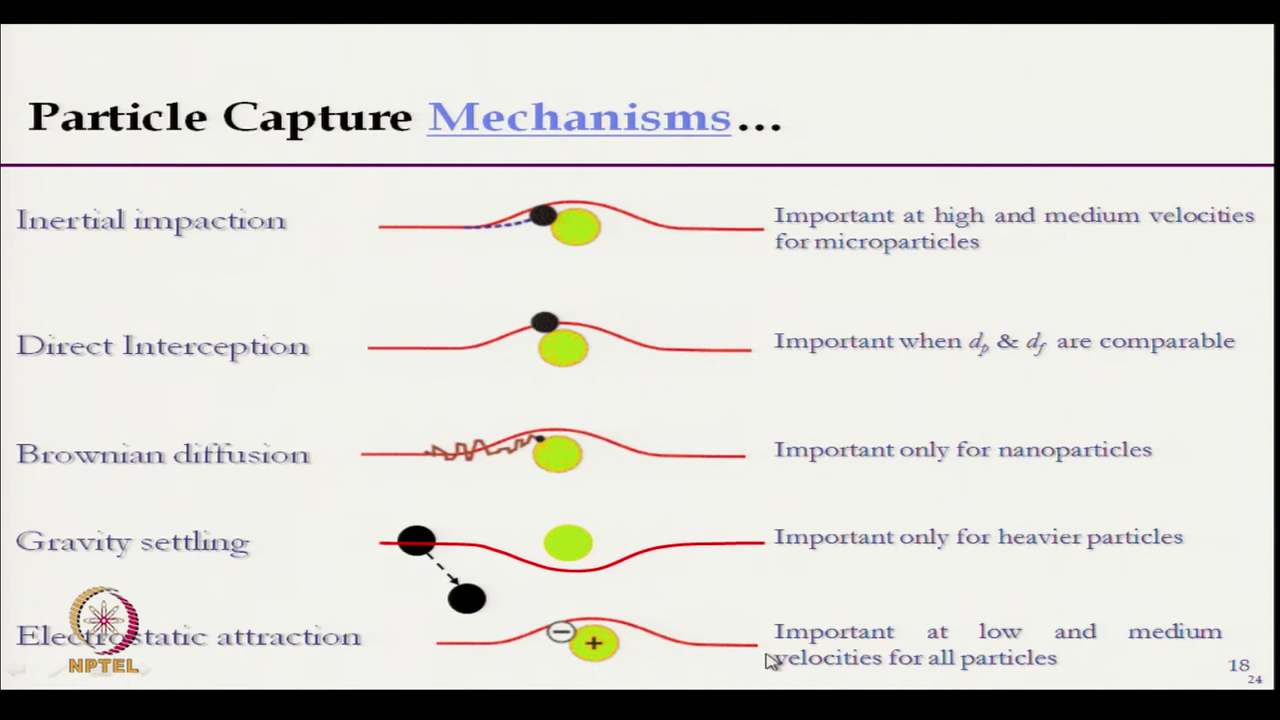 Particle Capture Mechanisms...
Inertial impaction
Important at high and medium velocities
for microparticles
Direct Interception
Important when dp & df are comparable
Brownian diffusion
Important only for nanoparticles
Gravity settling
Important only for heavier particles
Electrostatic attraction
− +
Important at low and medium
velocities for all particles
NPTEL
18
24